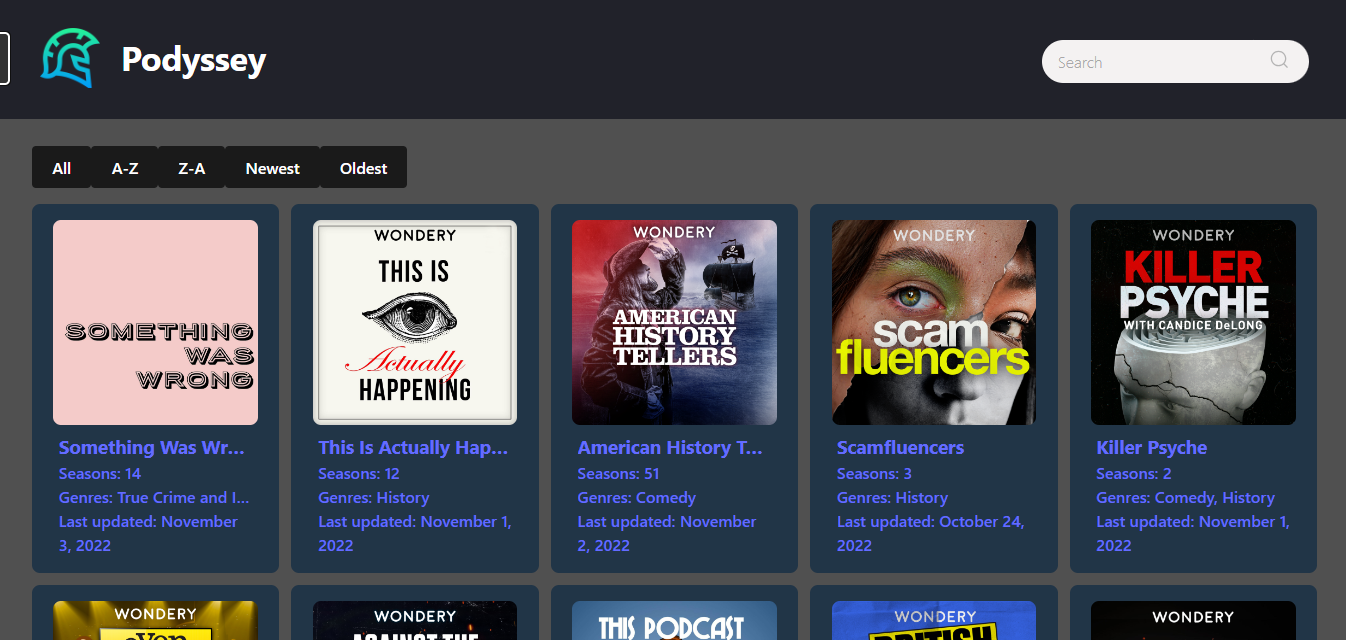 Podyssey
Search
All
A-Z
Z-A
Newest
Oldest
SOMETHING
WAS
WRONG
Something Was Wr...
Seasons: 14
Genres: True Crime and I...
Last updated: November
3, 2022
WONDERY
THIS IS
Actually
HAPPENING
This Is Actually Hap...
Seasons: 12
Genres: History
Last updated: November 1,
2022
WONDERY
AMERICAN
HISTORY
TELLERS
American History T...
Seasons: 51
Genres: Comedy
Last updated: November
2, 2022
WONDERY
scam
fluencers
Scamfluencers
Seasons: 3
Genres: History
Last updated: October 24,
2022
WONDERY
KILLER
PSYCHE
WITH CANDICE DeLONG
Killer Psyche
Seasons: 2
Genres: Comedy, History
Last updated: November 1,
2022
WONDERY
eVen
WONDERY
AGAINST THE
THIS PODCAST
WONDERY
BRITISH
WONDERY